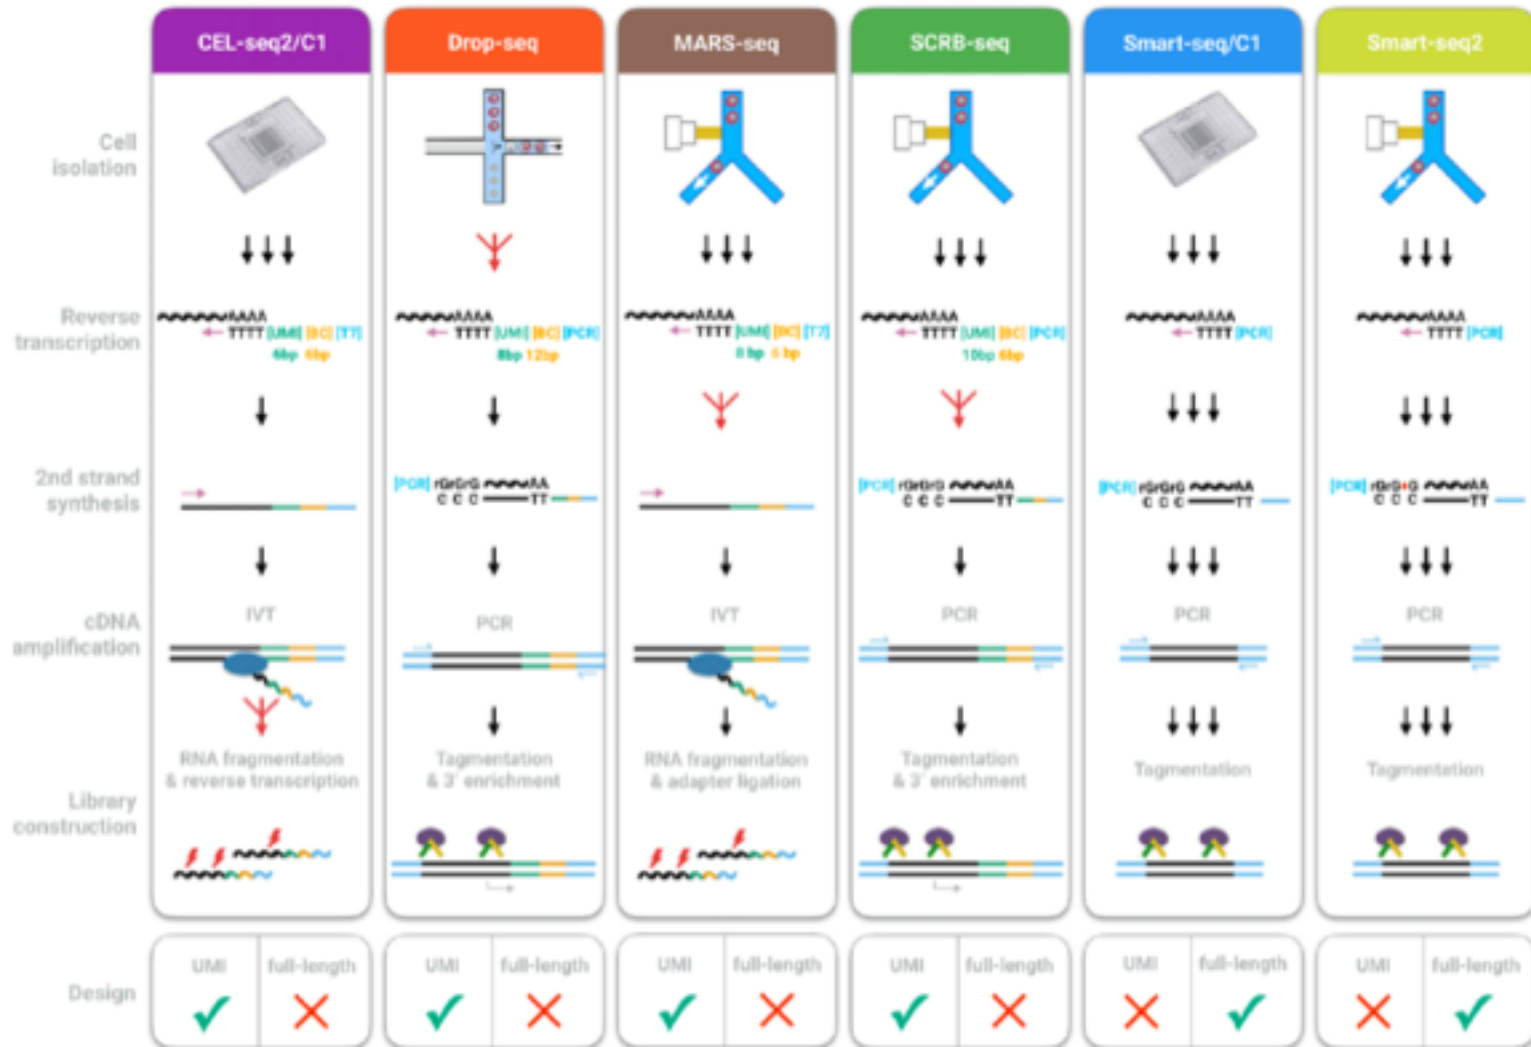 CEL-seq2/C1 Drop-seq MARS-seq SCRB-seq Smart-seq/C1 Smart-seq2
Cell
isolation
Reverse
transcription
AAAA AAAA AAAA AAAA AAAA AAAA
TTTT [UMI] [BC] [T7] TTTT [UMI] [BC] [PCR] TTTT [UMI] [BC] [T7] TTTT [UMI] [BC] [PCR] TTTT [PCR] TTTT [PCR]
6bp 6bp 8bp 12bp 8 bp 6 bp 10bp 6bp
2nd strand
synthesis
[PCR] rGrGrG AA [PCR] rGrGrG AA [PCR] rGrGrG AA [PCR] rGrG+G AA
C C C TT C C C TT C C C TT C C C TT
cDNA
amplification
IVT PCR IVT PCR PCR PCR
Library
construction
RNA fragmentation
& reverse transcription
Tagmentation
& 3' enrichment
RNA fragmentation
& adapter ligation
Tagmentation
& 3' enrichment
Tagmentation
Tagmentation
Design
UMI full-length UMI full-length UMI full-length UMI full-length UMI full-length UMI full-length